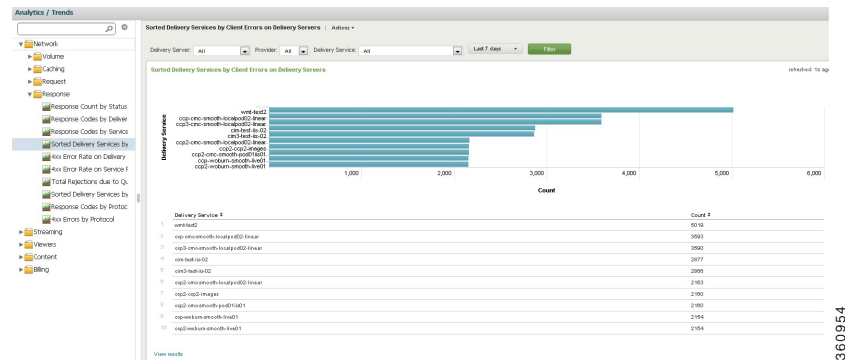 Analytics / Trends
Network
Volume
Caching
Request
Response
Response Count by Status
Response Codes by Deliver
Response Codes by Service
Sorted Delivery Services by
4xx Error Rate on Delivery
4xx Error Rate on Service F
Total Rejections due to Qu
Sorted Delivery Services by
Response Codes by Protoc
4xx Errors by Protocol
Streaming
Viewers
Content
Billing
Sorted Delivery Services by Client Errors on Delivery Servers | Actions
Delivery Server: All Provider: All Delivery Service: All Last 7 days Filter
Sorted Delivery Services by Client Errors on Delivery Servers refreshed: 1s ago
Delivery Service
wmt-test2
ccp-cmc-smooth-localpod02-linear
ccp3-cmc-smooth-localpod02-linear
cim-test-iis-02
cim3-test-iis-02
ccp2-cmc-smooth-localpod02-linear
ccp2-ccp2-images
ccp2-cmc-smooth-pod01iis01
ccp-woburn-smooth-live01
ccp2-woburn-smooth-live01
1,000 2,000 3,000 4,000 5,000 6,000
Count
Delivery Service Count
1 wmt-test2 5019
2 ccp-cmc-smooth-localpod02-linear 3593
3 ccp3-cmc-smooth-localpod02-linear 3590
4 cim-test-iis-02 2877
5 cim3-test-iis-02 2866
6 ccp2-cmc-smooth-localpod02-linear 2163
7 ccp2-ccp2-images 2160
8 ccp2-cmc-smooth-pod01iis01 2160
9 ccp-woburn-smooth-live01 2154
10 ccp2-woburn-smooth-live01 2154
View results
360954